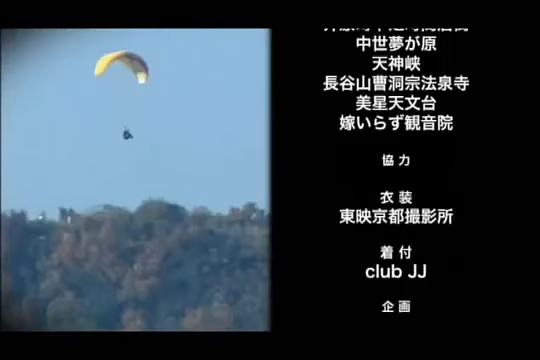 中世夢が原
天神峡
長谷山曹洞宗法泉寺
美星天文台
嫁いらず観音院
協力
衣装
東映京都撮影所
着付
club JJ
企画